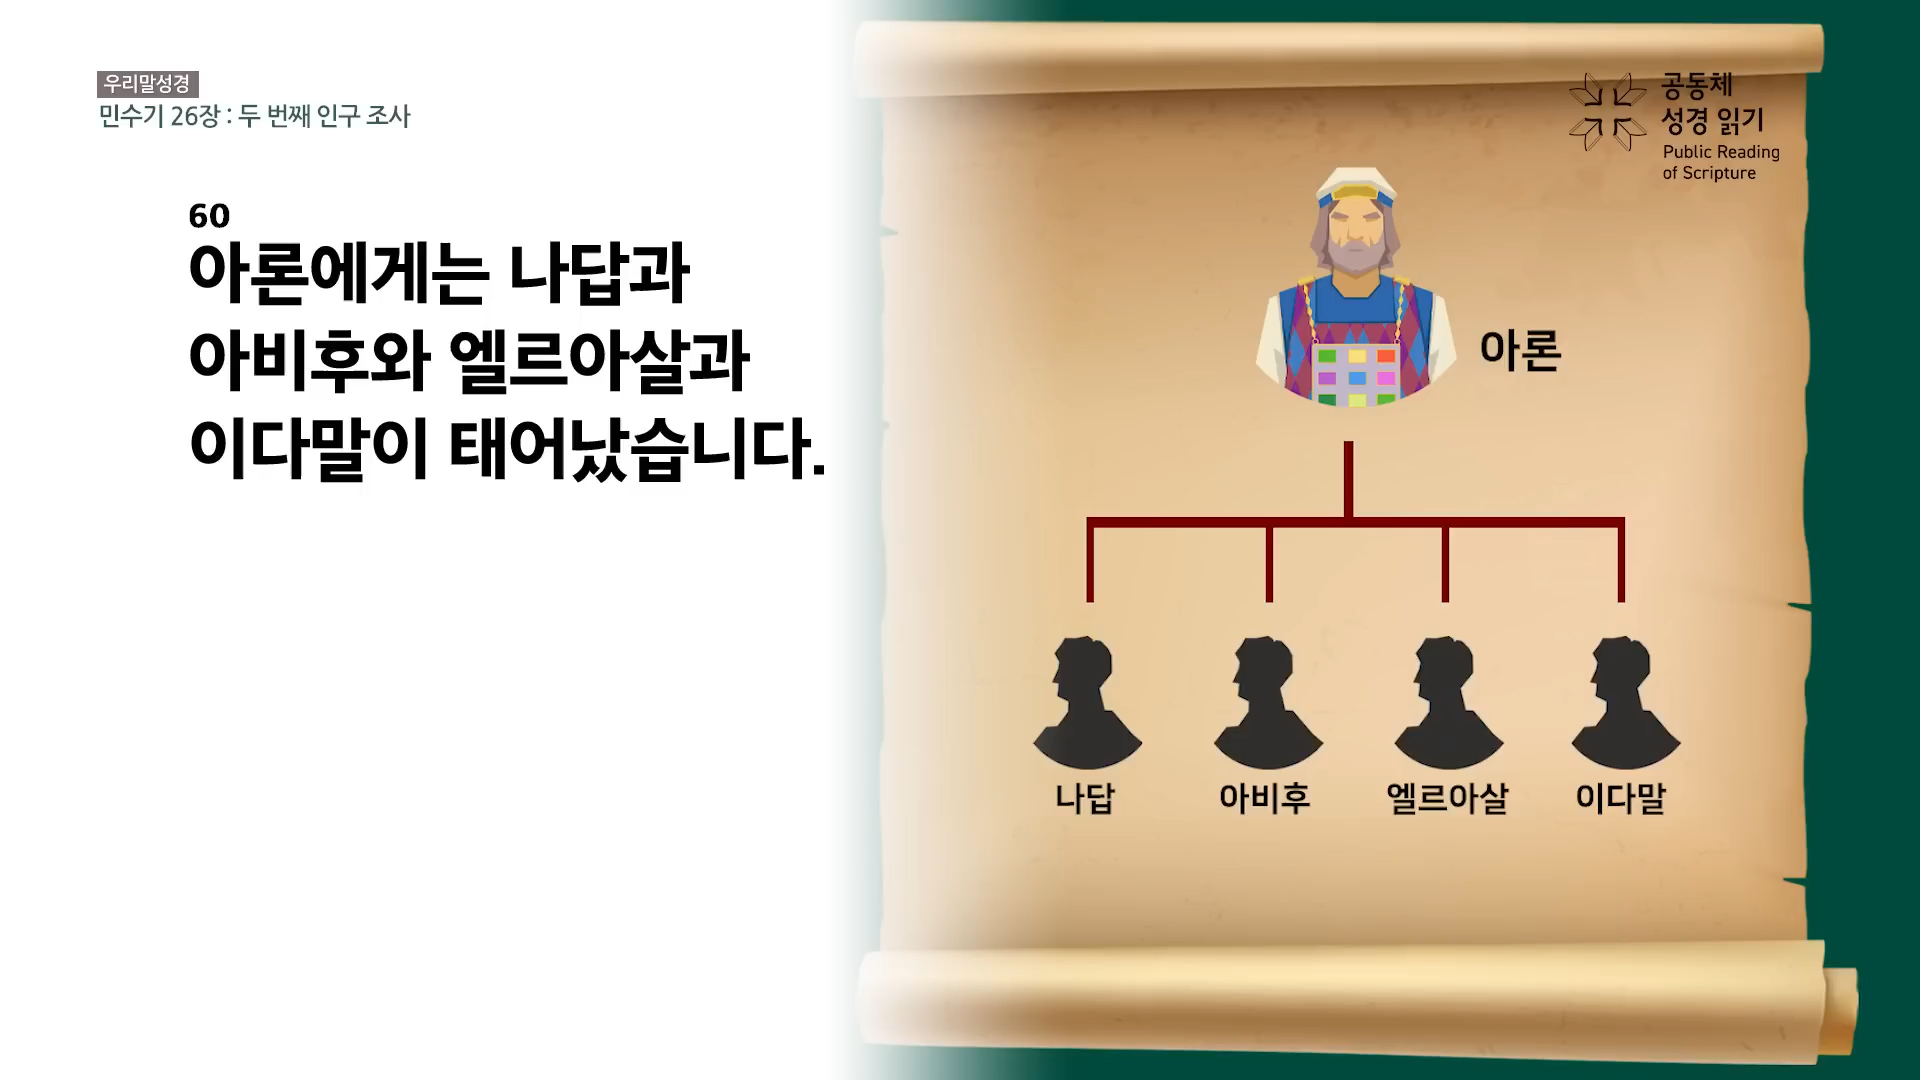 우리말성경
민수기 26장 : 두 번째 인구 조사
60
아론에게는 나답과
아비후와 엘르아살과
이다말이 태어났습니다.
공동체
성경 읽기
Public Reading
of Scripture
아론
나답
아비후
엘르아살
이다말